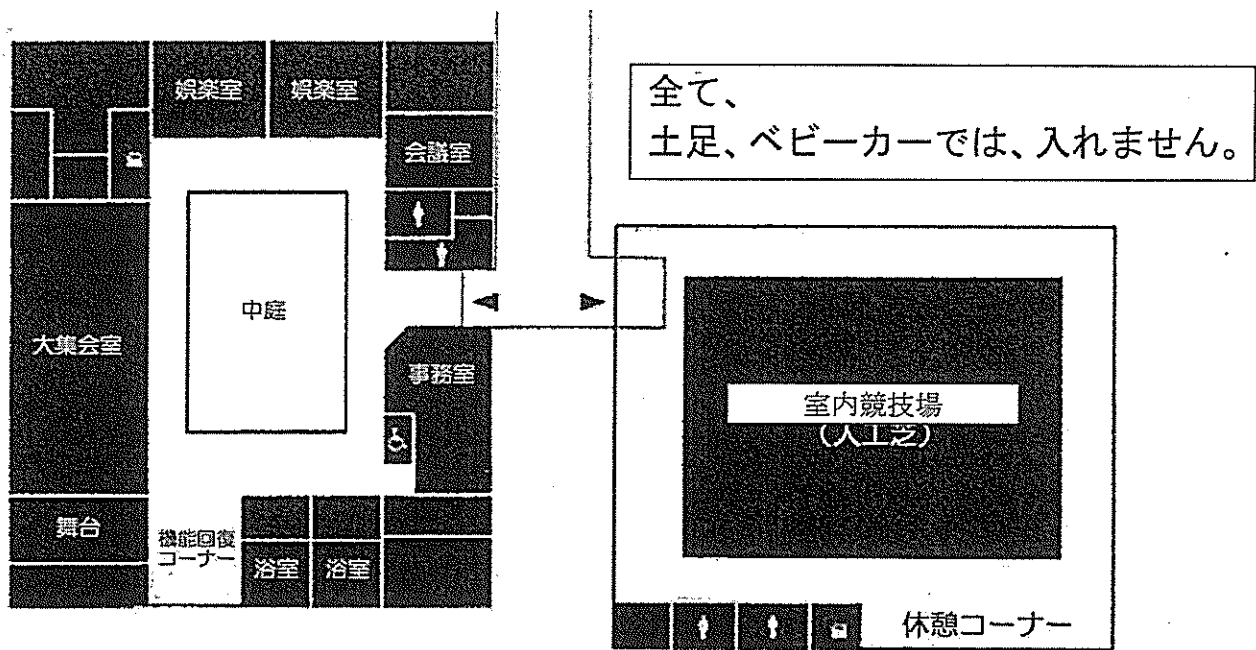 娯楽室
娯楽室
全て、
土足、ベビーカーでは、入れません。
会議室
中庭
大集会室
事務室
室内競技場
(人工芝)
舞台
機能回復
コーナー
浴室
浴室
休憩コーナー